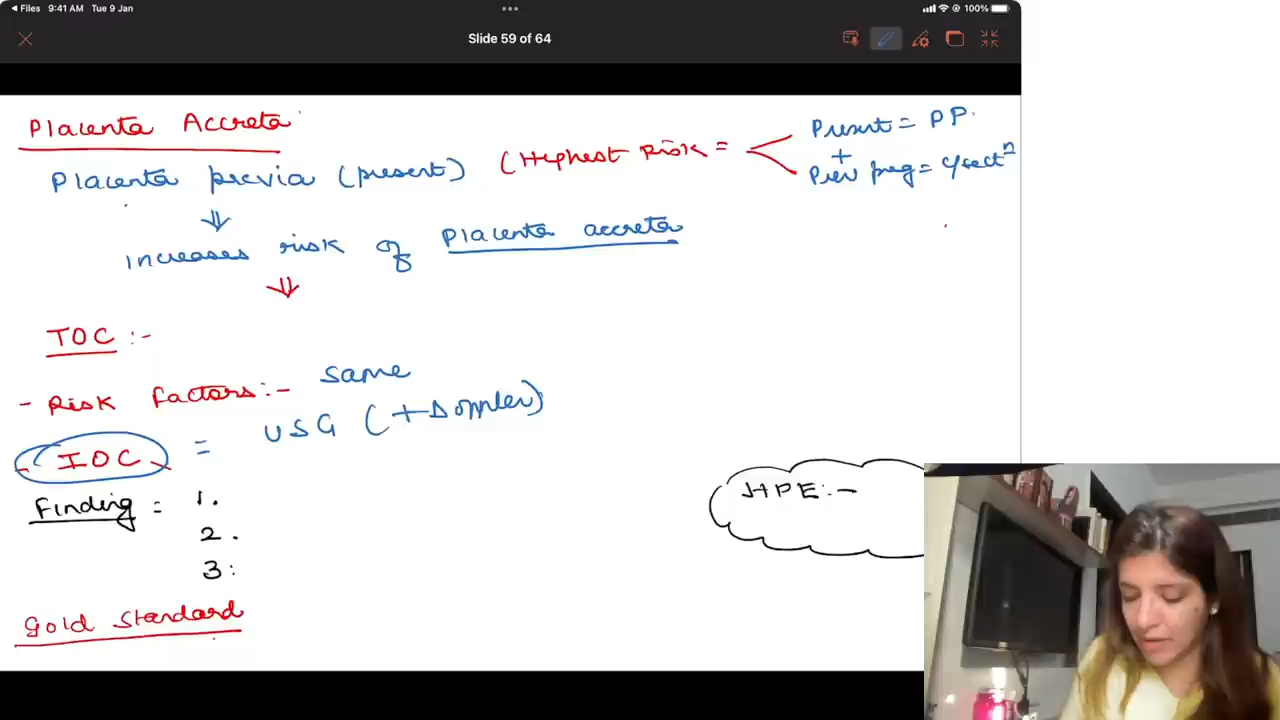 Files 9:41 AM Tue 9 Jan
100%
Slide 59 of 64
Placenta Accreta
Placenta previa (present) (Highest Risk =
Present = PP.
+
Prev preg = c/sectⁿ
⇓
increases risk of Placenta accreta
⇓
TOC :-
- Risk factors:- same
- IOC = USG (+Doppler)
Finding = 1.
2.
3:
HPE:-
Gold Standard